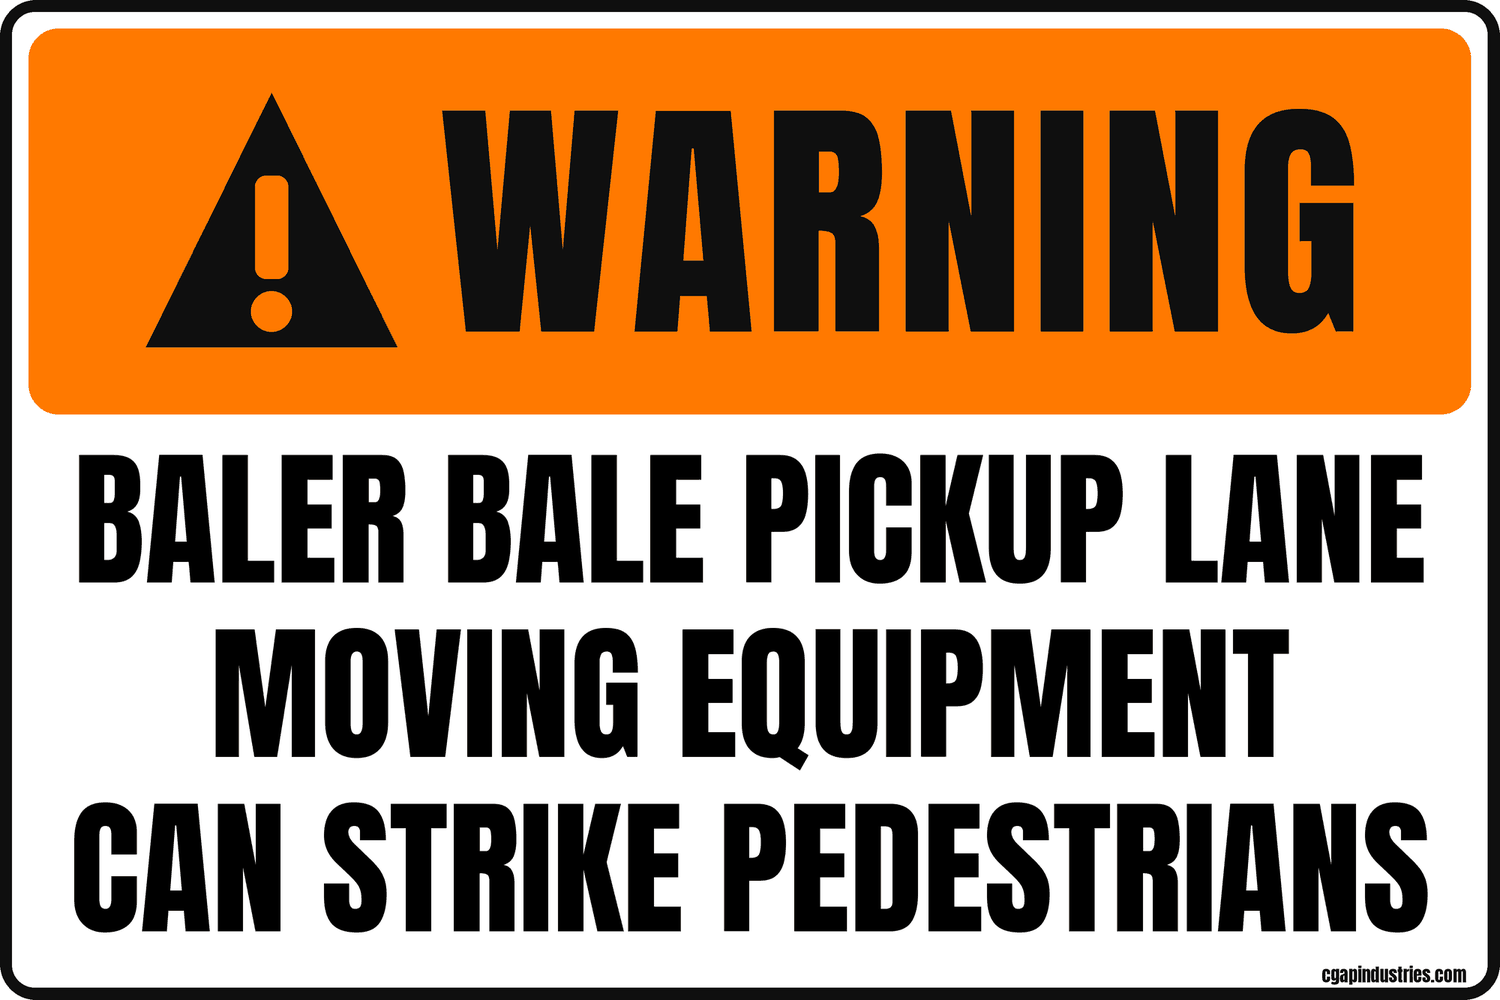 WARNING
BALER BALE PICKUP LANE
MOVING EQUIPMENT
CAN STRIKE PEDESTRIANS
cgapindustries.com